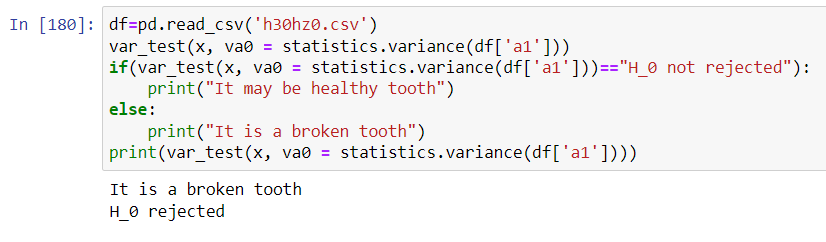 In [180]: df=pd.read_csv('h30hz0.csv')
var_test(x, va0 = statistics.variance(df['a1']))
if(var_test(x, va0 = statistics.variance(df['a1']))=="H_0 not rejected"):
    print("It may be healthy tooth")
else:
    print("It is a broken tooth")
print(var_test(x, va0 = statistics.variance(df['a1'])))
It is a broken tooth
H_0 rejected